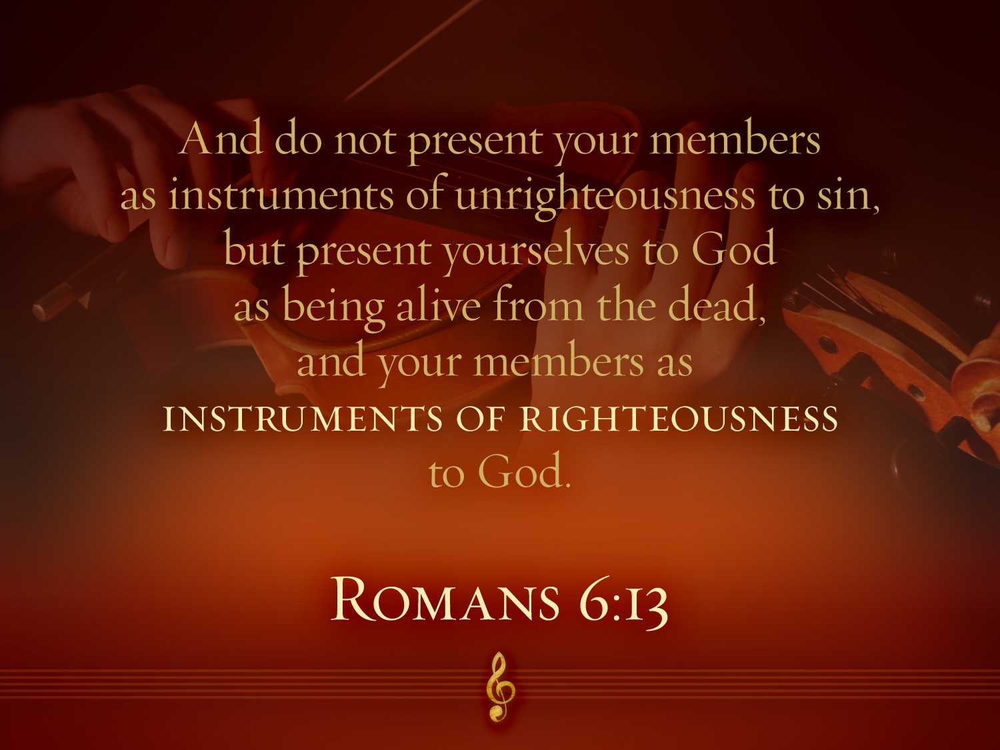 And do not present your members
as instruments of unrighteousness to sin,
but present yourselves to God
as being alive from the dead,
and your members as
INSTRUMENTS OF RIGHTEOUSNESS
to God.
ROMANS 6:13